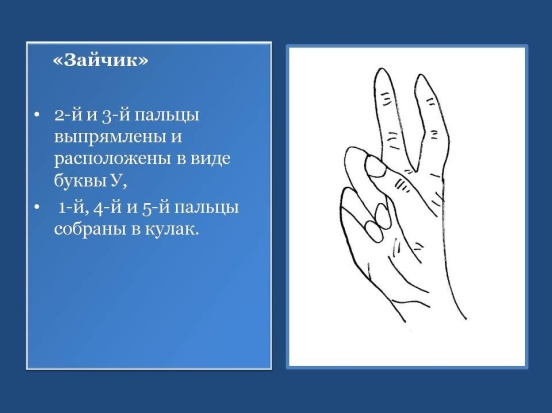 «Зайчик»
• 2-й и 3-й пальцы
выпрямлены и
расположены в виде
буквы У,
• 1-й, 4-й и 5-й пальцы
собраны в кулак.